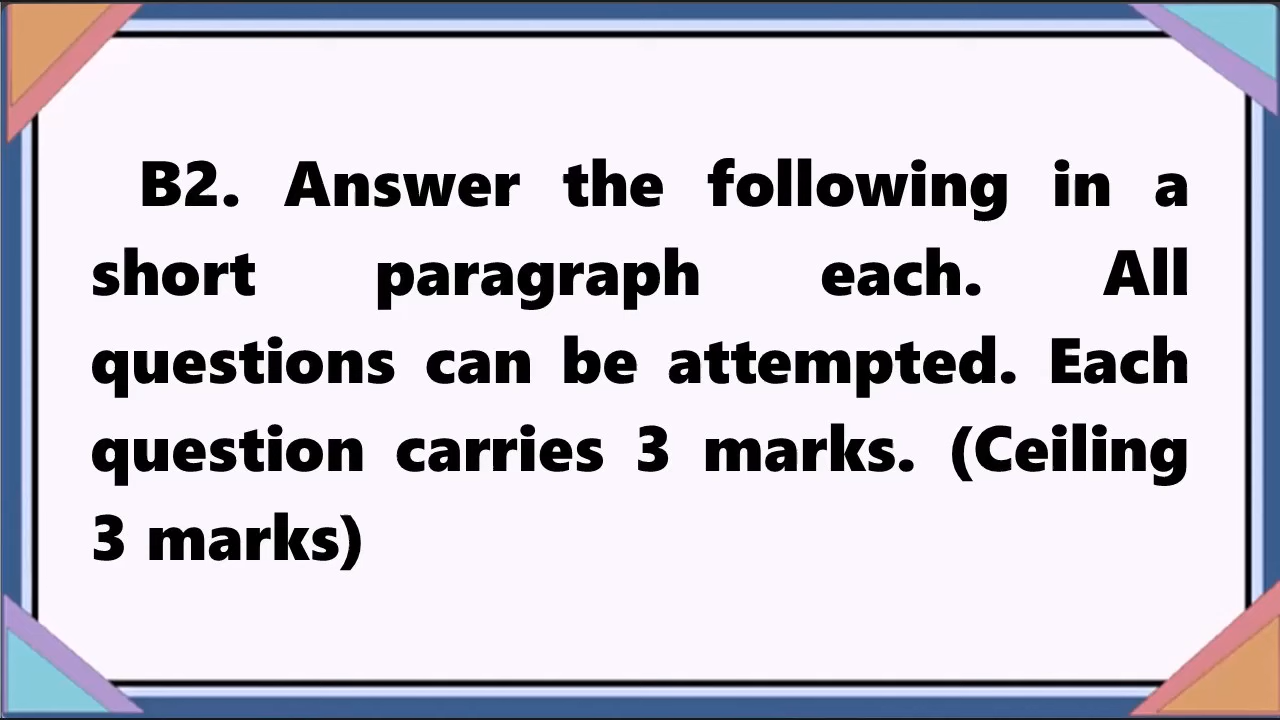 B2. Answer the following in a
short paragraph each. All
questions can be attempted. Each
question carries 3 marks. (Ceiling
3 marks)